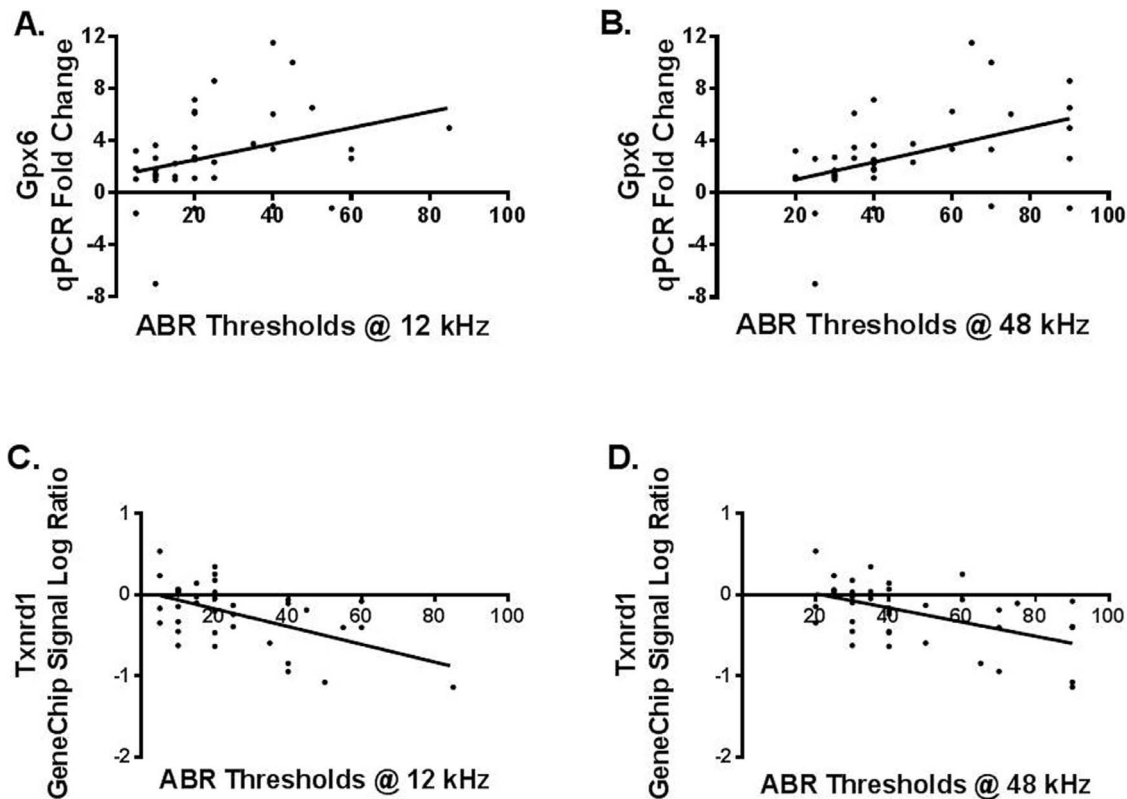 A.
Gpx6
qPCR Fold Change
12
8
4
0
-4
-8
20 40 60 80 100
ABR Thresholds @ 12 kHz
B.
Gpx6
qPCR Fold Change
12
8
4
0
-4
-8
20 40 60 80 100
ABR Thresholds @ 48 kHz
C.
Txnrd1
GeneChip Signal Log Ratio
1
0
-1
-2
20 40 60 80 100
ABR Thresholds @ 12 kHz
D.
Txnrd1
GeneChip Signal Log Ratio
1
0
-1
-2
20 40 60 80 100
ABR Thresholds @ 48 kHz